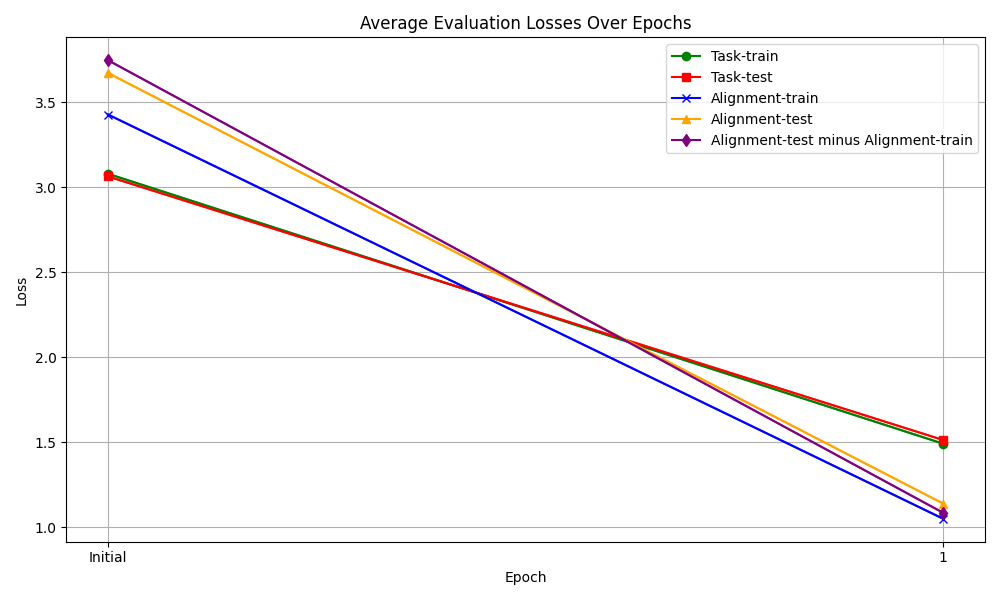 Average Evaluation Losses Over Epochs
Task-train
Task-test
Alignment-train
Alignment-test
Alignment-test minus Alignment-train
3.5
3.0
2.5
2.0
1.5
1.0
Loss
Initial
1
Epoch